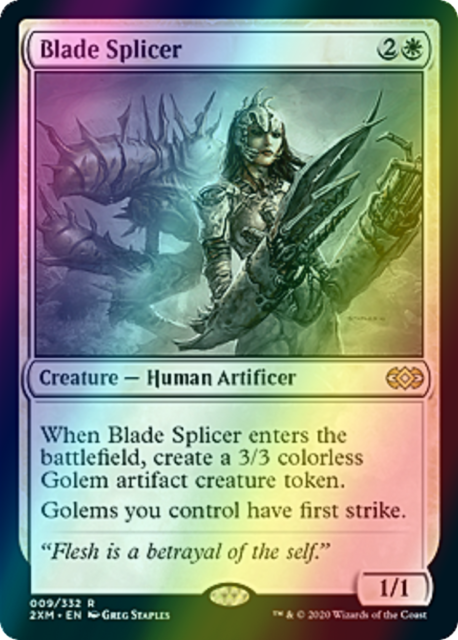 Blade Splicer 2
Creature — Human Artificer
When Blade Splicer enters the
battlefield, create a 3/3 colorless
Golem artifact creature token.
Golems you control have first strike.
"Flesh is a betrayal of the self."
1/1
009/332 R
2XM • EN Greg Staples
™ & © 2020 Wizards of the Coast